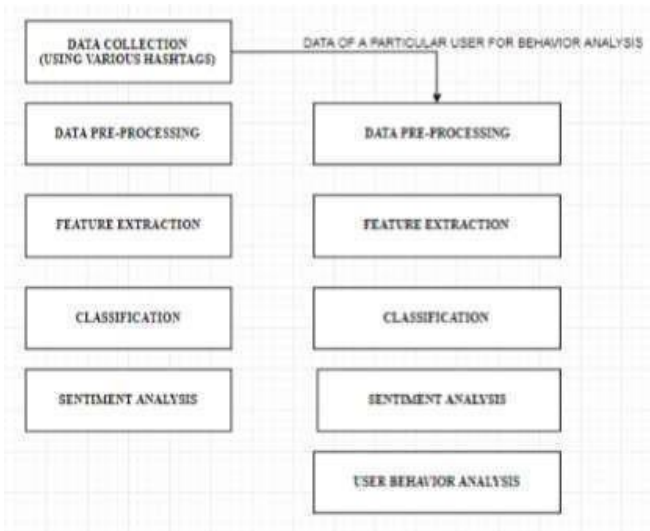 DATA COLLECTION
(USING VARIOUS HASHTAGS)
DATA OF A PARTICULAR USER FOR BEHAVIOR ANALYSIS
DATA PRE-PROCESSING
DATA PRE-PROCESSING
FEATURE EXTRACTION
FEATURE EXTRACTION
CLASSIFICATION
CLASSIFICATION
SENTIMENT ANALYSIS
SENTIMENT ANALYSIS
USER BEHAVIOR ANALYSIS